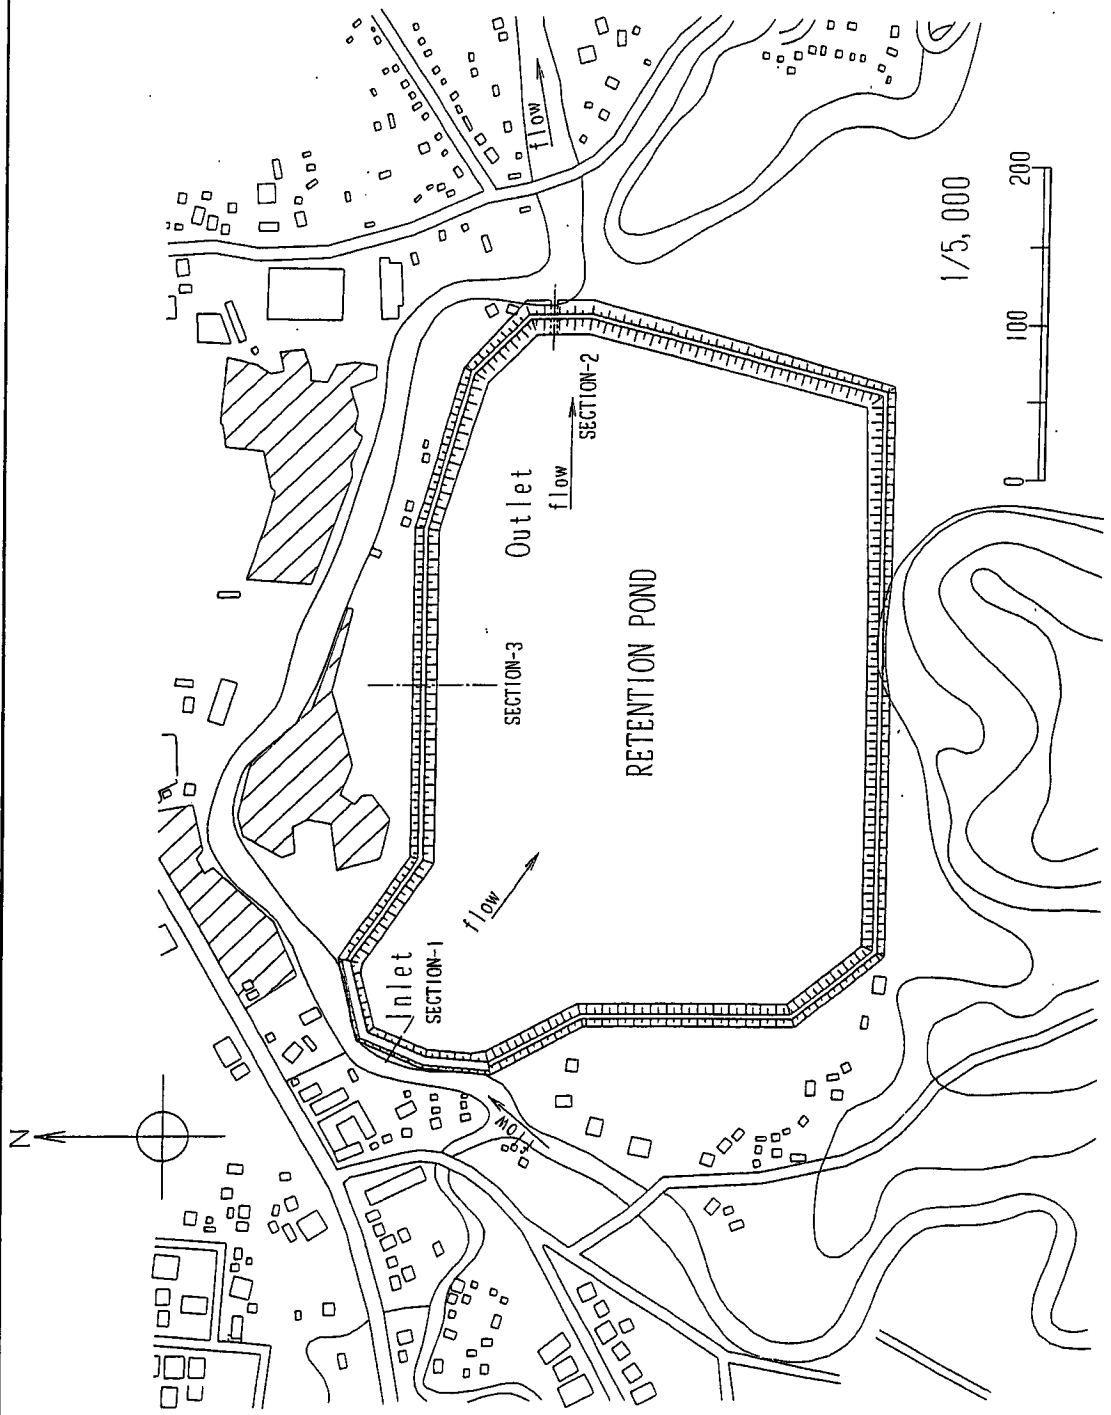 N
flow
Inlet
SECTION-1
flow
flow
SECTION-3
RETENTION POND
Outlet
flow
SECTION-2
1/5,000
0
100
200